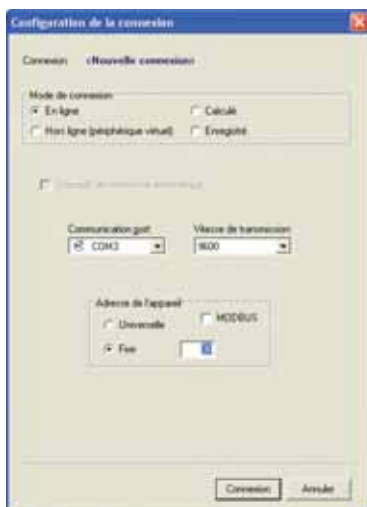 Configuration de la connexion
Connexion <Nouvelle connexion>
Mode de connexion
En ligne Calculé
Hors ligne (périphérique virtuel) Enregistré
Communication port Vitesse de transmission
COM3 9600
Adresse de l'appareil
Universelle MODBUS
Fixe
Connexion Annuler